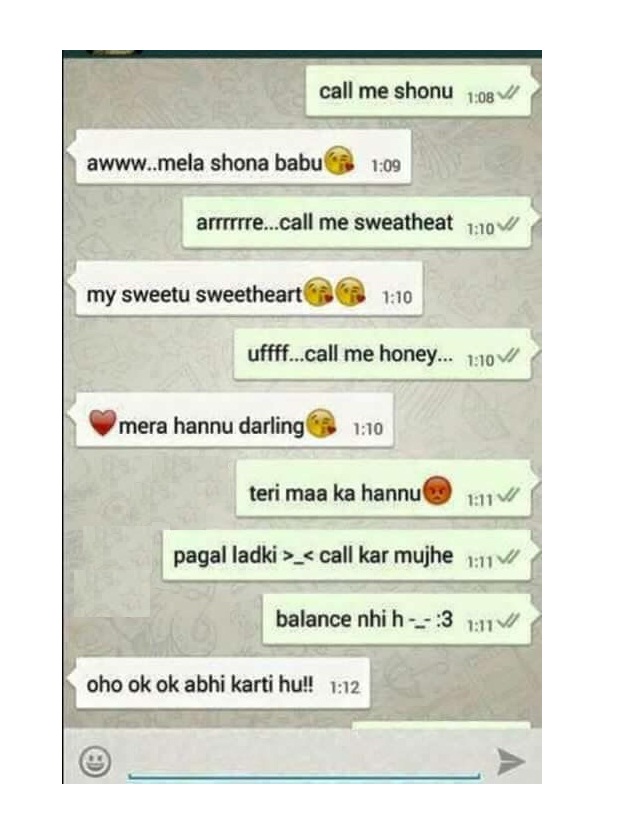 call me shonu 1:08
awww..mela shona babu😘 1:09
arrrrrre...call me sweatheat 1:10
my sweetu sweetheart😘😘 1:10
uffff...call me honey... 1:10
❤️mera hannu darling😘 1:10
teri maa ka hannu😡 1:11
pagal ladki >_< call kar mujhe 1:11
balance nhi h -_- :3 1:11
oho ok ok abhi karti hu!! 1:12